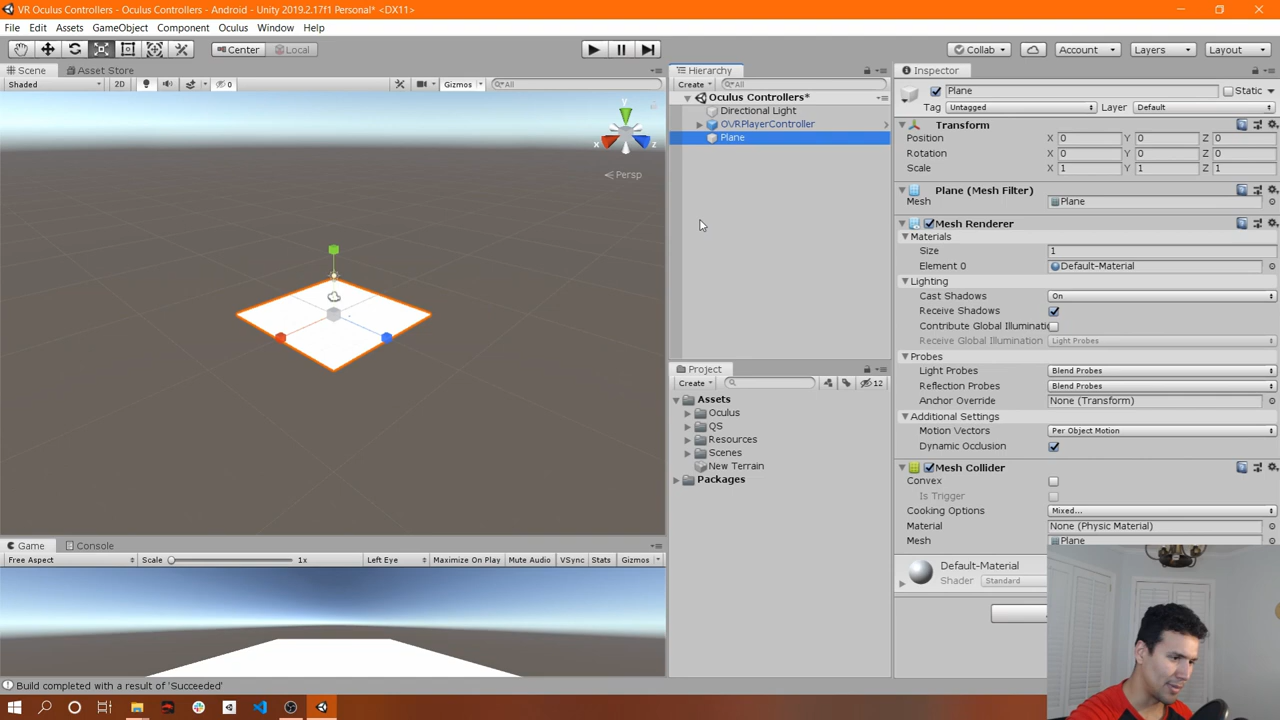 VR Oculus Controllers - Oculus Controllers - Android - Unity 2019.2.17f1 Personal* <DX11>
File Edit Assets GameObject Component Oculus Window Help
Center Local Collab Account Layers Layout
Scene Asset Store
Shaded 2D 0 Gizmos All
y
x
z
Persp
Hierarchy
Create All
Oculus Controllers*
Directional Light
OVRPlayerController
Plane
Inspector
Plane Static
Tag Untagged Layer Default
Transform
Position X 0 Y 0 Z 0
Rotation X 0 Y 0 Z 0
Scale X 1 Y 1 Z 1
Plane (Mesh Filter)
Mesh Plane
Mesh Renderer
Materials
Size 1
Element 0 Default-Material
Lighting
Cast Shadows On
Receive Shadows
Contribute Global Illuminati
Receive Global Illumination Light Probes
Probes
Light Probes Blend Probes
Reflection Probes Blend Probes
Anchor Override None (Transform)
Additional Settings
Motion Vectors Per Object Motion
Dynamic Occlusion
Mesh Collider
Convex
Is Trigger
Cooking Options Mixed...
Material None (Physic Material)
Mesh Plane
Default-Material
Shader Standard
Project
Create 12
Assets
Oculus
QS
Resources
Scenes
New Terrain
Packages
Game Console
Free Aspect Scale 1x Left Eye Maximize On Play Mute Audio VSync Stats Gizmos
Build completed with a result of 'Succeeded'